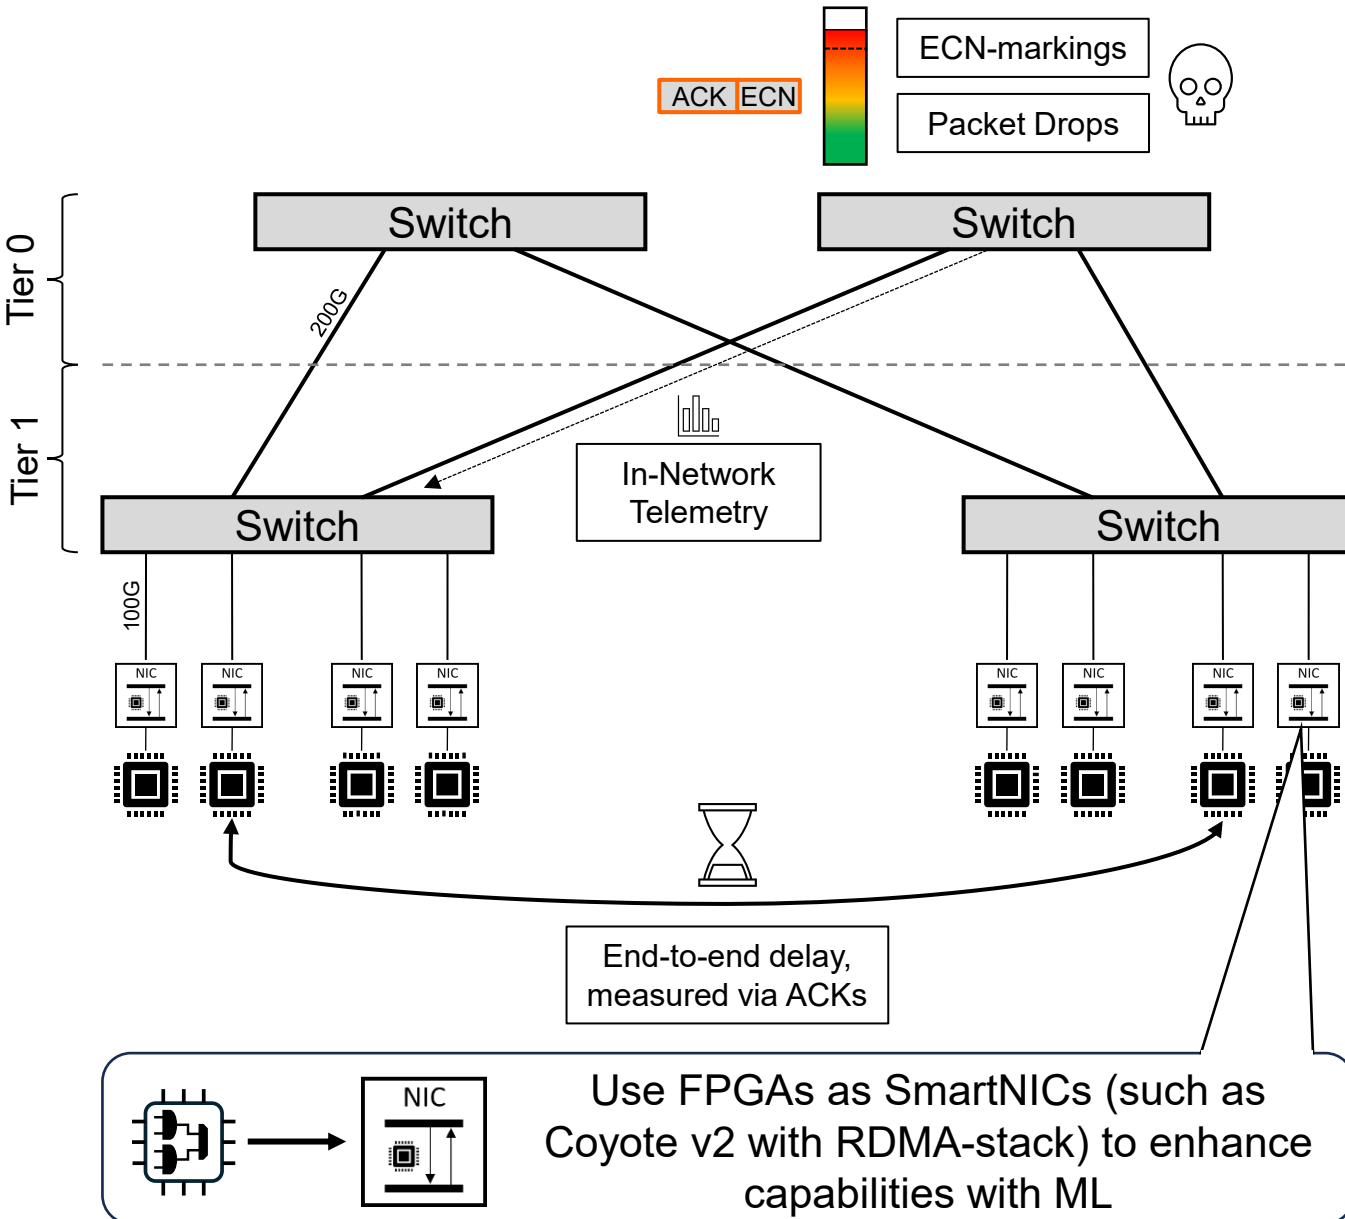 ECN-markings
ACK ECN
Packet Drops
Switch
Switch
Tier 0
200G
Tier 1
In-Network
Telemetry
Switch
Switch
100G
NIC
NIC
NIC
NIC
NIC
NIC
NIC
NIC
End-to-end delay,
measured via ACKs
NIC
Use FPGAs as SmartNICs (such as
Coyote v2 with RDMA-stack) to enhance
capabilities with ML